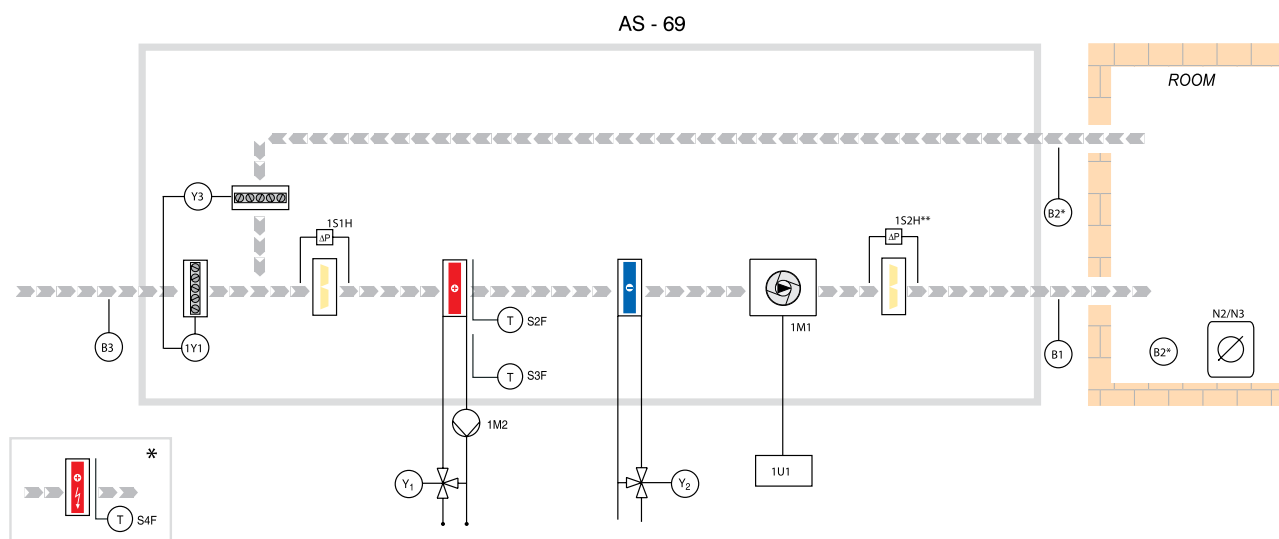 AS - 69
ROOM
Y3
B2*
1S1H
ΔP
1S2H**
ΔP
T
S2F
1M1
N2/N3
B3
1Y1
B1
B2*
T
S3F
1M2
*
1U1
Y1
Y2
T
S4F